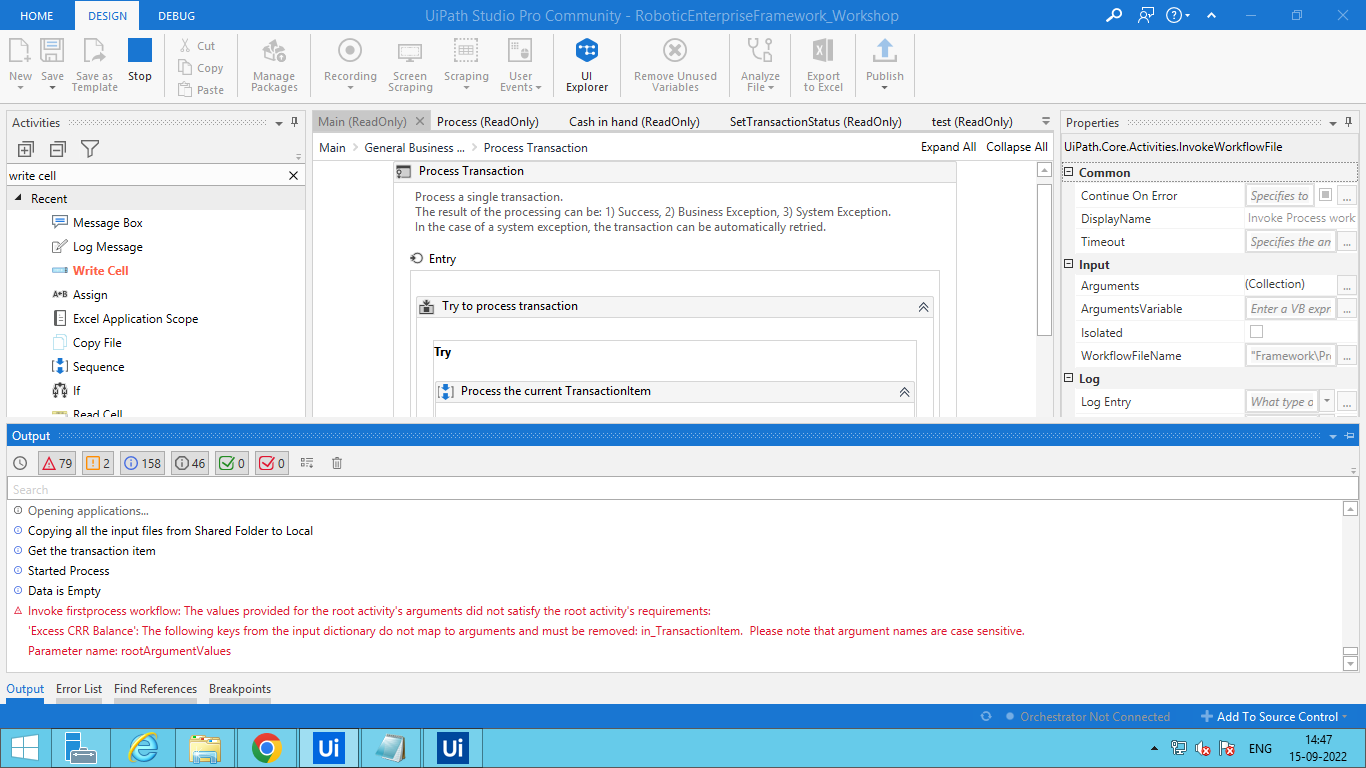 HOME
DESIGN
DEBUG
UiPath Studio Pro Community - RoboticEnterpriseFramework_Workshop
New
Save
Save as Template
Stop
Cut
Copy
Paste
Manage Packages
Recording
Screen Scraping
Scraping
User Events
UI Explorer
Remove Unused Variables
Analyze File
Export to Excel
Publish
Activities
write cell
Recent
Message Box
Log Message
Write Cell
A+B Assign
Excel Application Scope
Copy File
Sequence
If
Read Cell
Main (ReadOnly)
Process (ReadOnly)
Cash in hand (ReadOnly)
SetTransactionStatus (ReadOnly)
test (ReadOnly)
Main > General Business ... > Process Transaction
Expand All
Collapse All
Process Transaction
Process a single transaction.
The result of the processing can be: 1) Success, 2) Business Exception, 3) System Exception.
In the case of a system exception, the transaction can be automatically retried.
Entry
Try to process transaction
Try
Process the current TransactionItem
Properties
UiPath.Core.Activities.InvokeWorkflowFile
Common
Continue On Error Specifies to ...
DisplayName Invoke Process work
Timeout Specifies the an ...
Input
Arguments (Collection) ...
ArgumentsVariable Enter a VB expr ...
Isolated
WorkflowFileName "Framework\Pr ...
Log
Log Entry What type o ...
Output
79
2
158
46
0
0
Search
Opening applications...
Copying all the input files from Shared Folder to Local
Get the transaction item
Started Process
Data is Empty
Invoke firstprocess workflow: The values provided for the root activity's arguments did not satisfy the root activity's requirements:
'Excess CRR Balance': The following keys from the input dictionary do not map to arguments and must be removed: in_TransactionItem.  Please note that argument names are case sensitive.
Parameter name: rootArgumentValues
Output
Error List
Find References
Breakpoints
Orchestrator Not Connected
Add To Source Control
Ui
Ui
ENG
14:47
15-09-2022